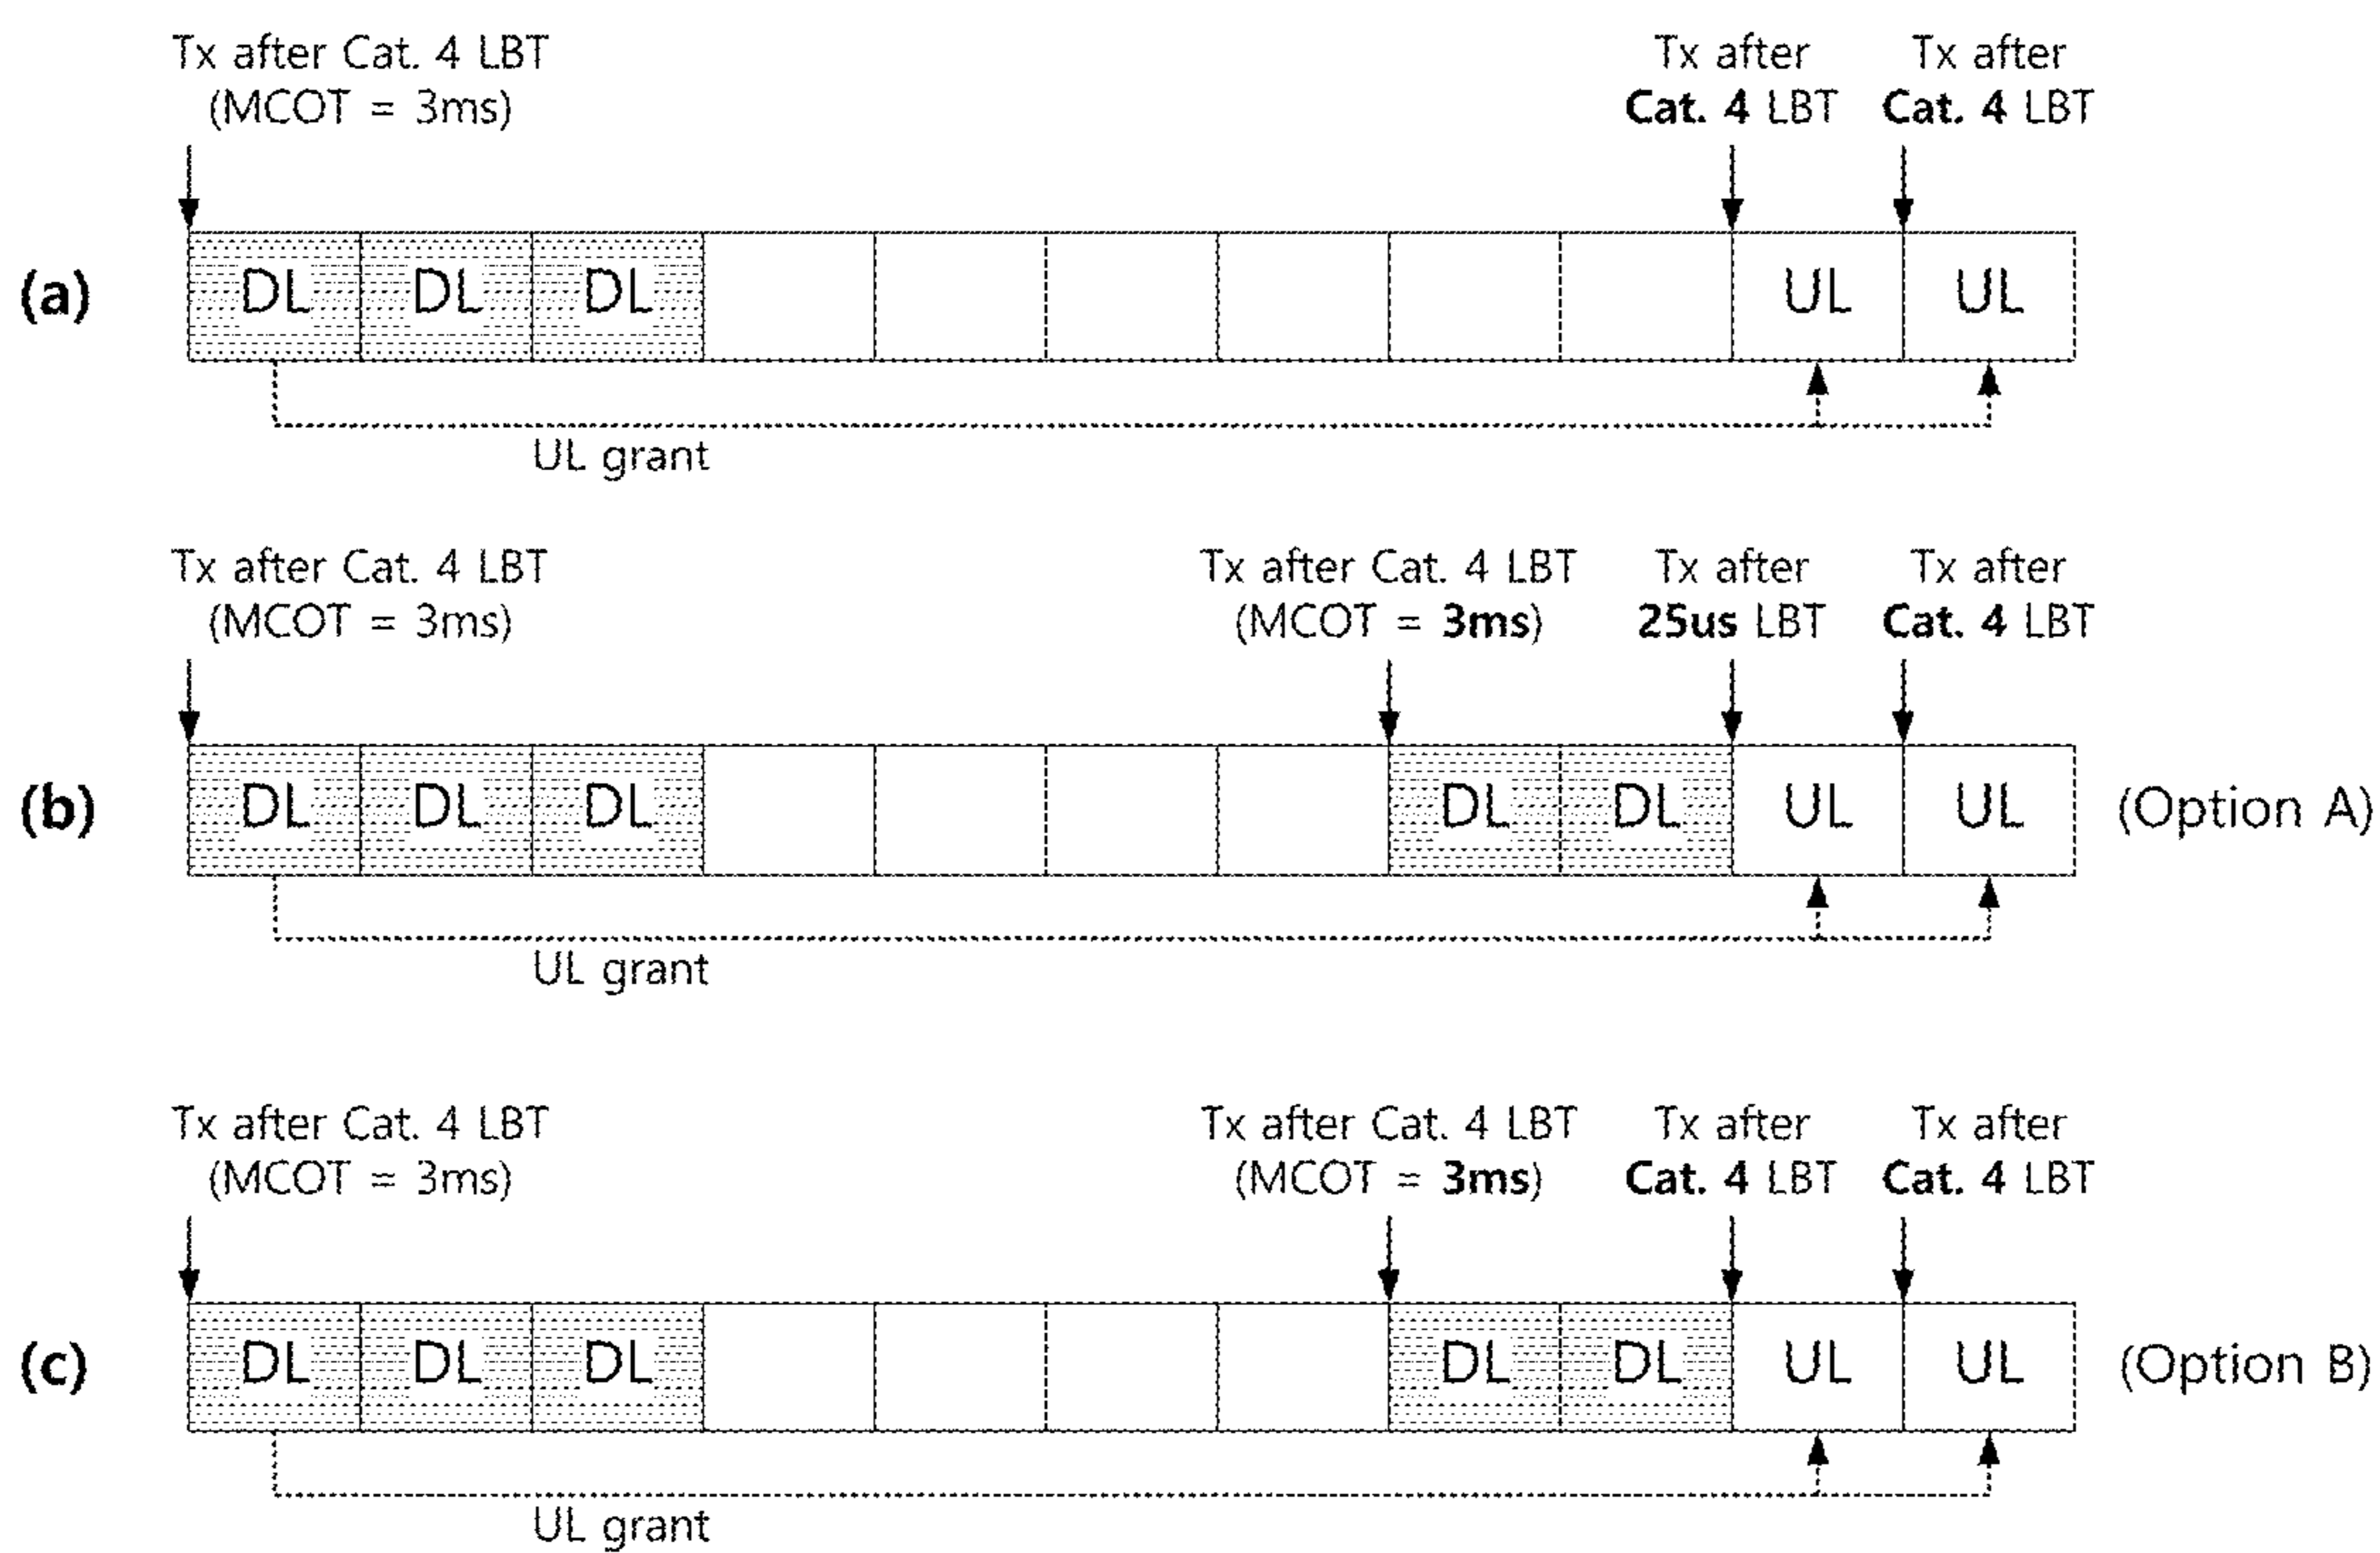 Tx after Cat. 4 LBT
(MCOT = 3ms)
Tx after
Cat. 4 LBT
Tx after
Cat. 4 LBT
(a)
DL DL DL UL UL
UL grant
Tx after Cat. 4 LBT
(MCOT = 3ms)
Tx after Cat. 4 LBT
(MCOT = 3ms)
Tx after
25us LBT
Tx after
Cat. 4 LBT
(b)
DL DL DL DL DL UL UL
(Option A)
UL grant
Tx after Cat. 4 LBT
(MCOT = 3ms)
Tx after Cat. 4 LBT
(MCOT = 3ms)
Tx after
Cat. 4 LBT
Tx after
Cat. 4 LBT
(c)
DL DL DL DL DL UL UL
(Option B)
UL grant